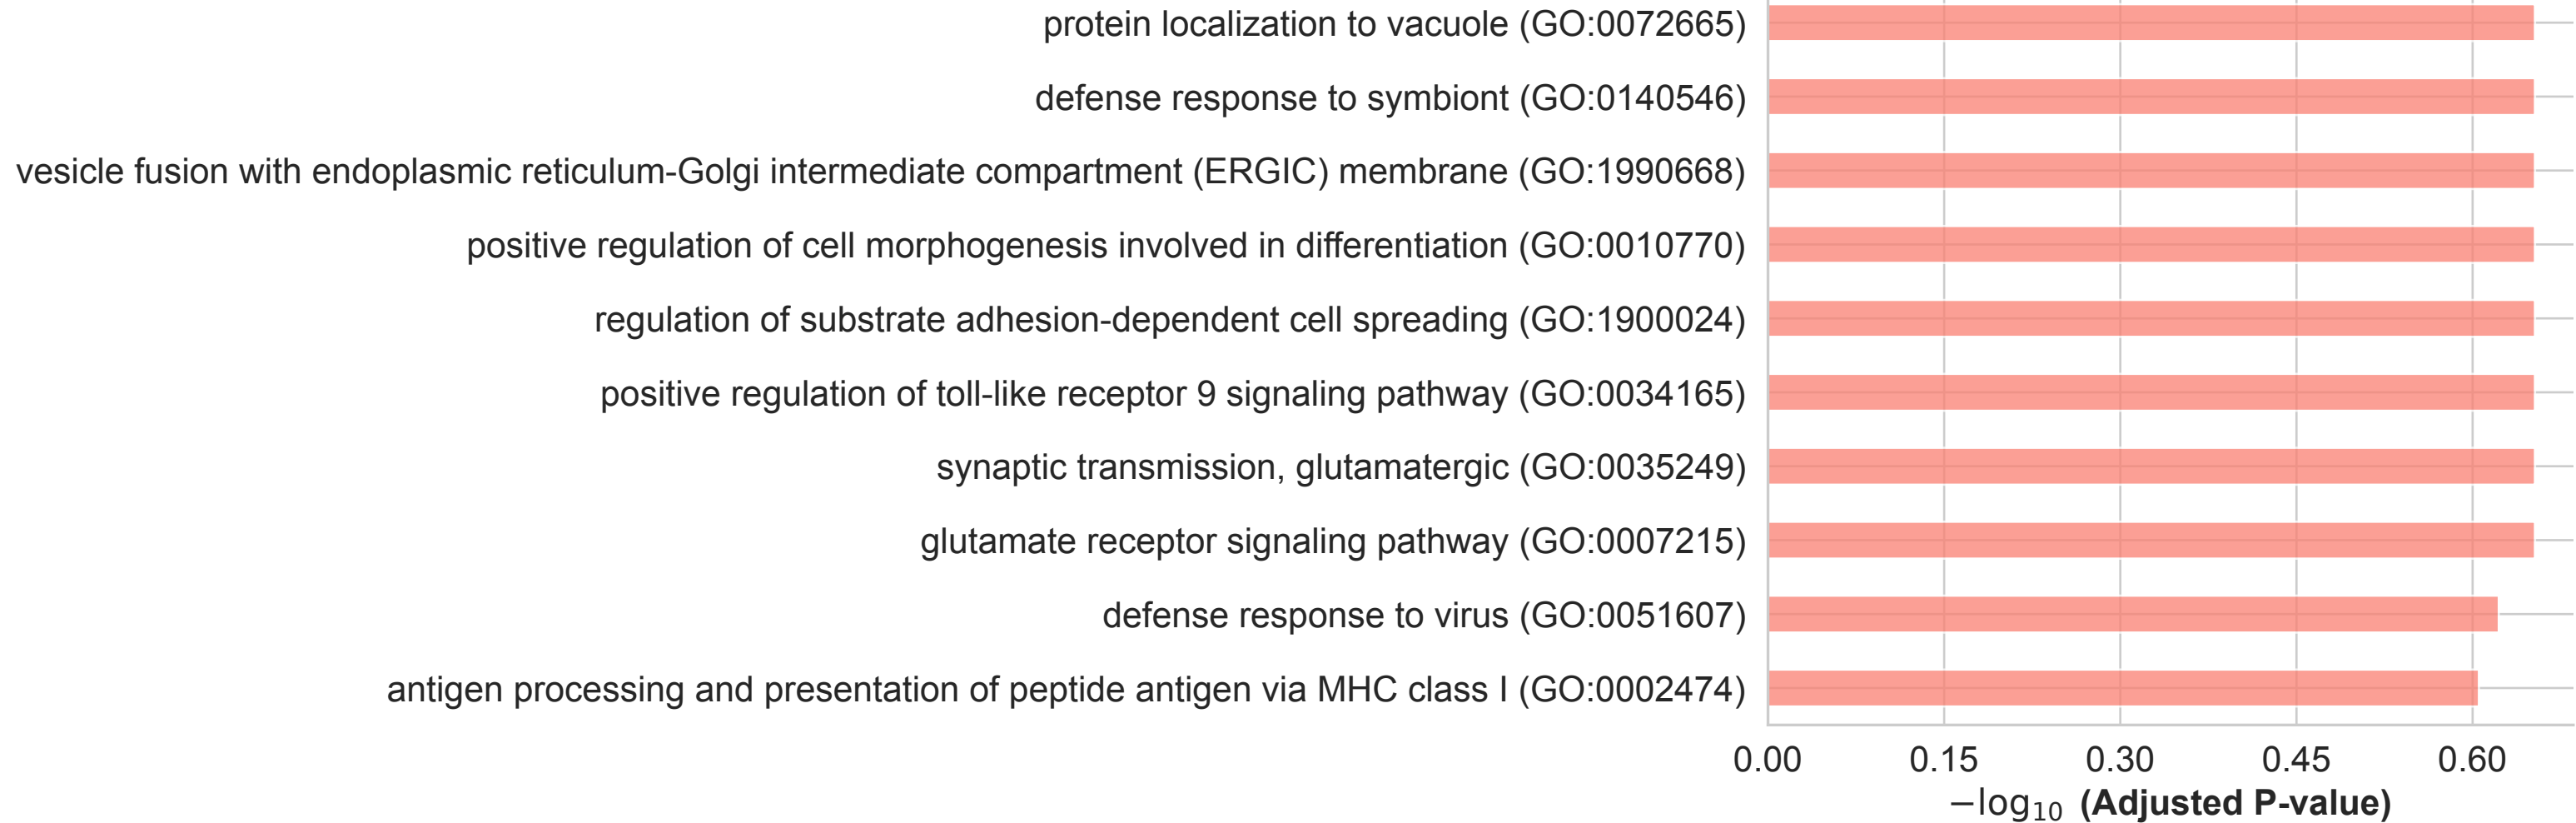 protein localization to vacuole (GO:0072665)
defense response to symbiont (GO:0140546)
vesicle fusion with endoplasmic reticulum-Golgi intermediate compartment (ERGIC) membrane (GO:1990668)
positive regulation of cell morphogenesis involved in differentiation (GO:0010770)
regulation of substrate adhesion-dependent cell spreading (GO:1900024)
positive regulation of toll-like receptor 9 signaling pathway (GO:0034165)
synaptic transmission, glutamatergic (GO:0035249)
glutamate receptor signaling pathway (GO:0007215)
defense response to virus (GO:0051607)
antigen processing and presentation of peptide antigen via MHC class I (GO:0002474)
0.00 0.15 0.30 0.45 0.60
−log₁₀ (Adjusted P-value)